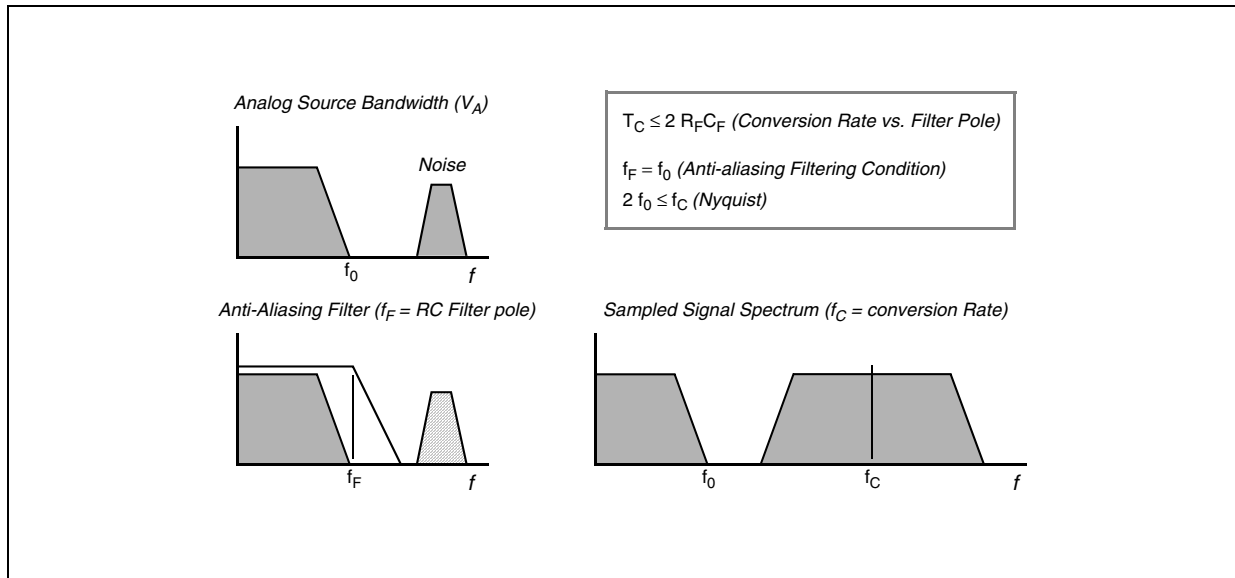 Analog Source Bandwidth (VA)
Noise
f0
f
TC ≤ 2 RFCF (Conversion Rate vs. Filter Pole)
fF = f0 (Anti-aliasing Filtering Condition)
2 f0 ≤ fC (Nyquist)
Anti-Aliasing Filter (fF = RC Filter pole)
fF
f
Sampled Signal Spectrum (fC = conversion Rate)
f0
fC
f